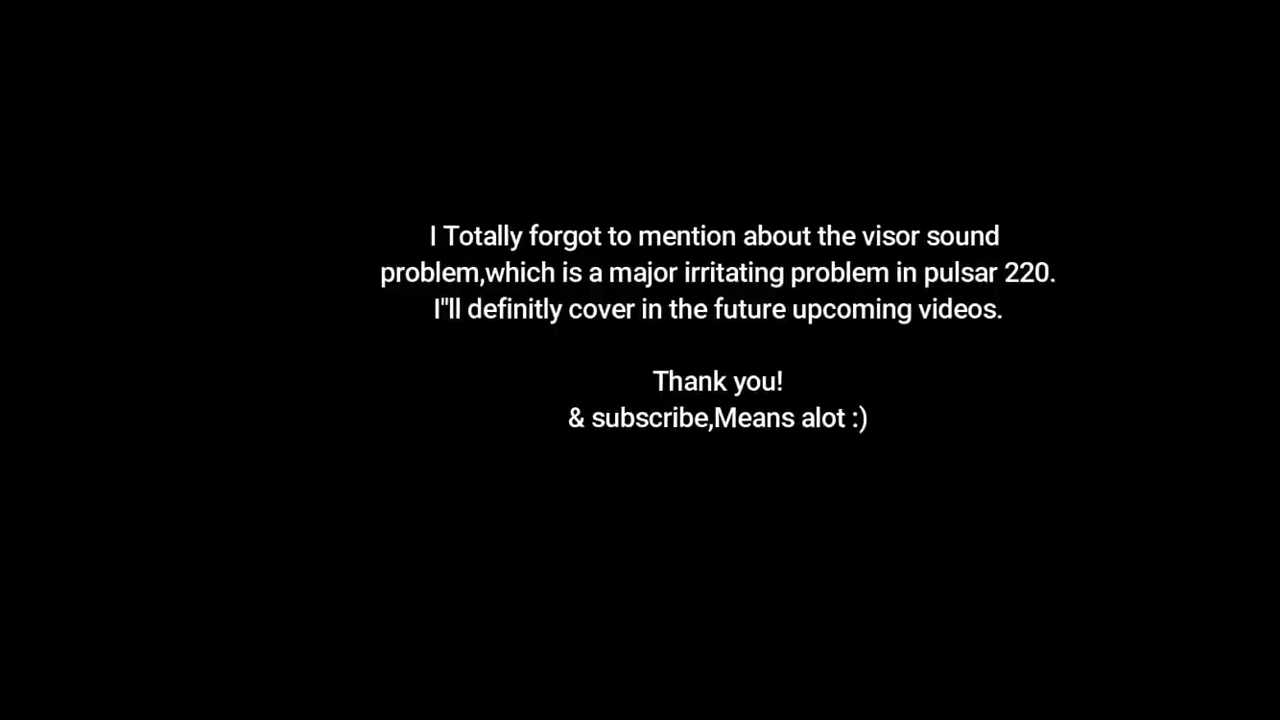 I Totally forgot to mention about the visor sound
problem,which is a major irritating problem in pulsar 220.
I"ll definitly cover in the future upcoming videos.
Thank you!
& subscribe,Means alot :)